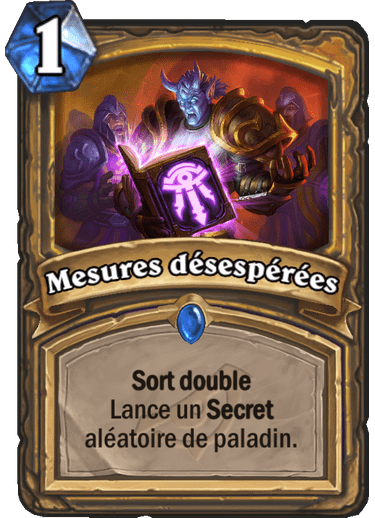 1
Mesures désespérées
Sort double
Lance un Secret
aléatoire de paladin.